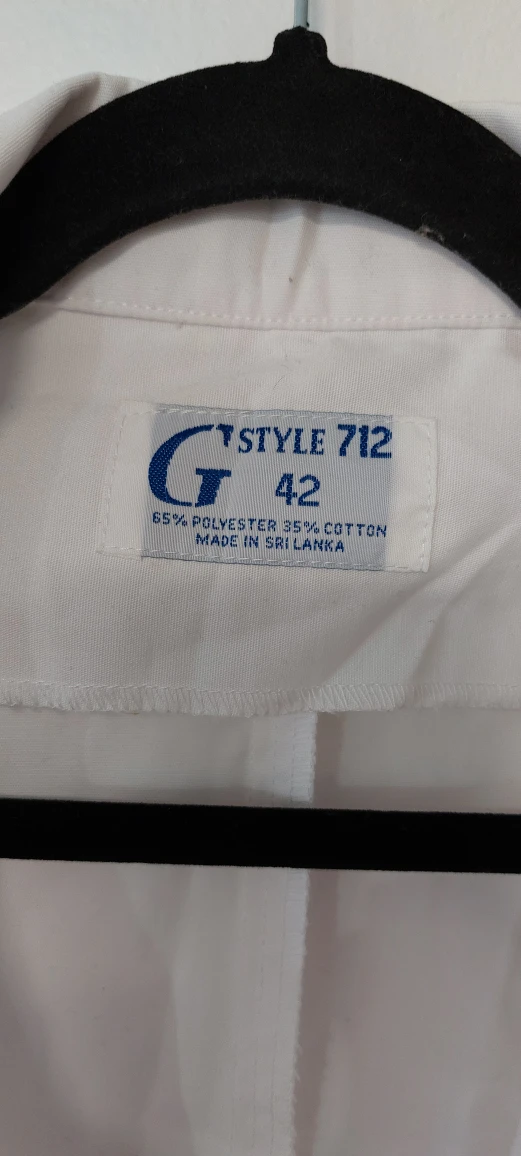 G STYLE 712
42
65% POLYESTER 35% COTTON
MADE IN SRI LANKA